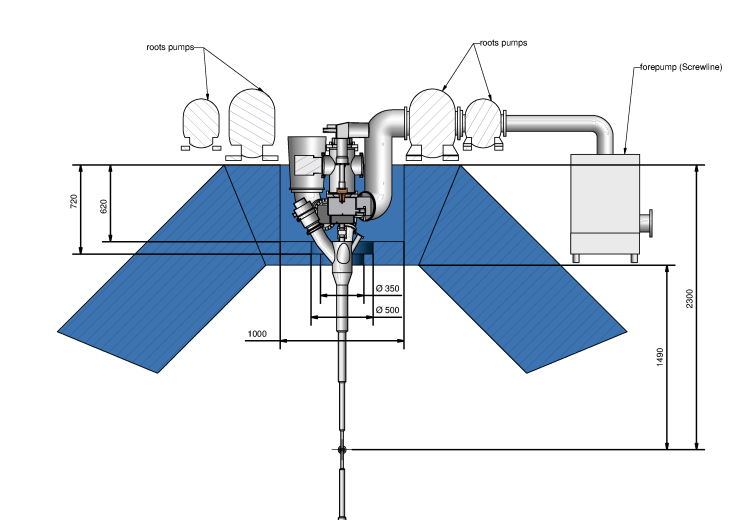 roots pumps
roots pumps
forepump (Screwline)
720
620
Ø 350
Ø 500
1000
2300
1490